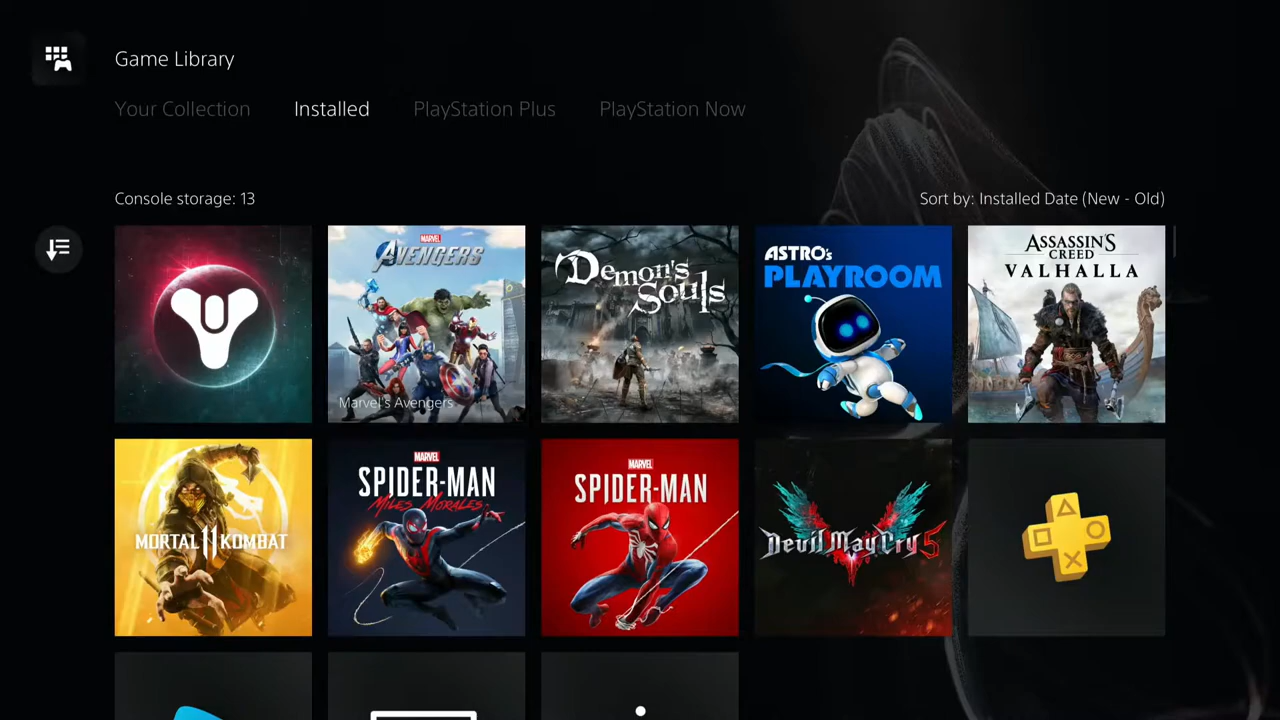 Game Library
Your Collection Installed PlayStation Plus PlayStation Now
Console storage: 13
Sort by: Installed Date (New - Old)
MARVEL
AVENGERS
Marvel's Avengers
Demon's
Souls
ASTRO's
PLAYROOM
ASSASSIN'S
CREED
VALHALLA
MORTAL KOMBAT 11
MARVEL
SPIDER-MAN
MILES MORALES
MARVEL
SPIDER-MAN
Devil May Cry 5